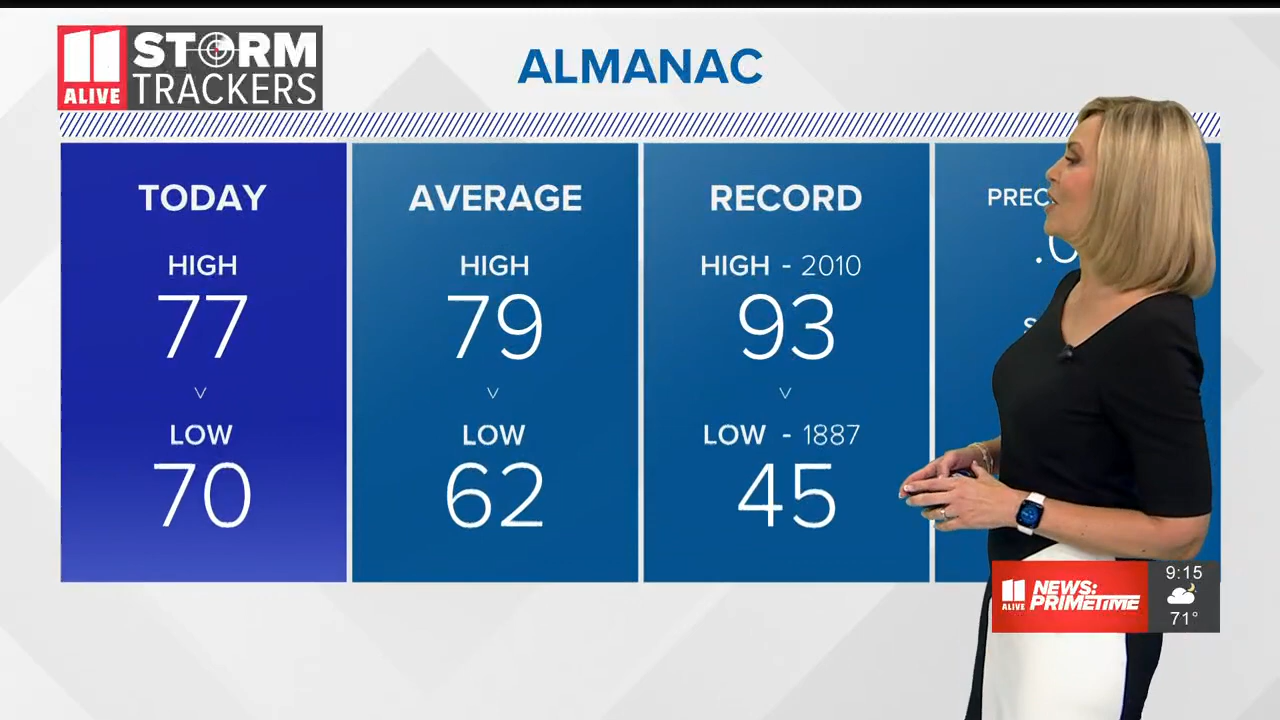 11
ALIVE
STORM
TRACKERS
ALMANAC
TODAY
HIGH
77
LOW
70
AVERAGE
HIGH
79
LOW
62
RECORD
HIGH - 2010
93
LOW - 1887
45
11
ALIVE
NEWS:
PRIMETIME
9:15
71°